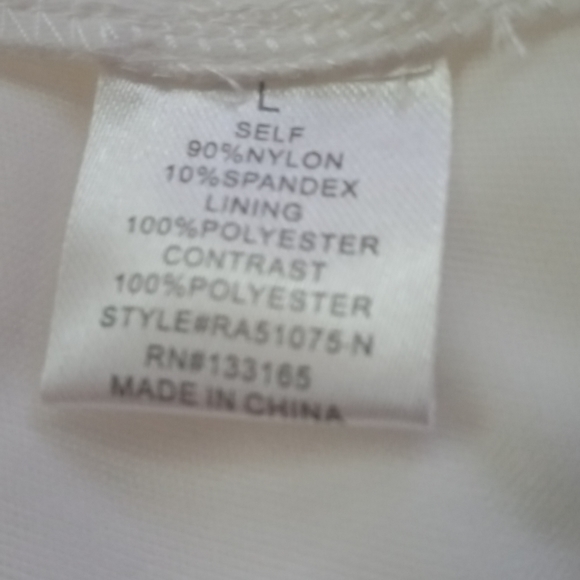 L
SELF
90%NYLON
10%SPANDEX
LINING
100%POLYESTER
CONTRAST
100%POLYESTER
STYLE#RA51075-N
RN#133165
MADE IN CHINA